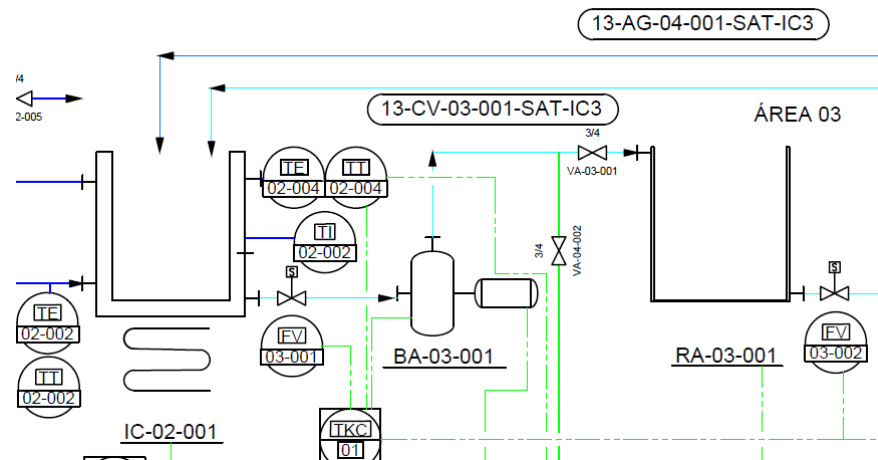 13-AG-04-001-SAT-IC3
/4
2-005
13-CV-03-001-SAT-IC3
ÁREA 03
3/4
VA-03-001
TE
02-004
TT
02-004
TI
02-002
3/4
VA-04-002
S
S
TE
02-002
FV
03-001
BA-03-001
RA-03-001
FV
03-002
TT
02-002
IC-02-001
TKC
01